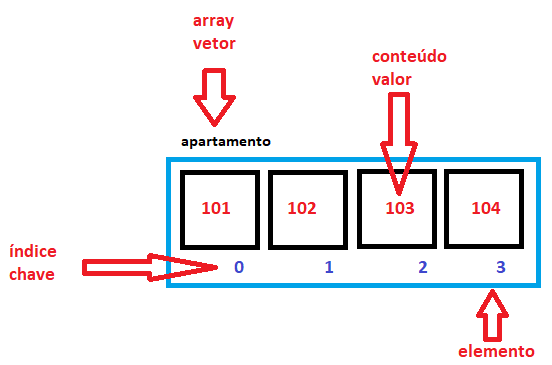 array
vetor
conteúdo
valor
apartamento
101 102 103 104
índice
chave
0 1 2 3
elemento